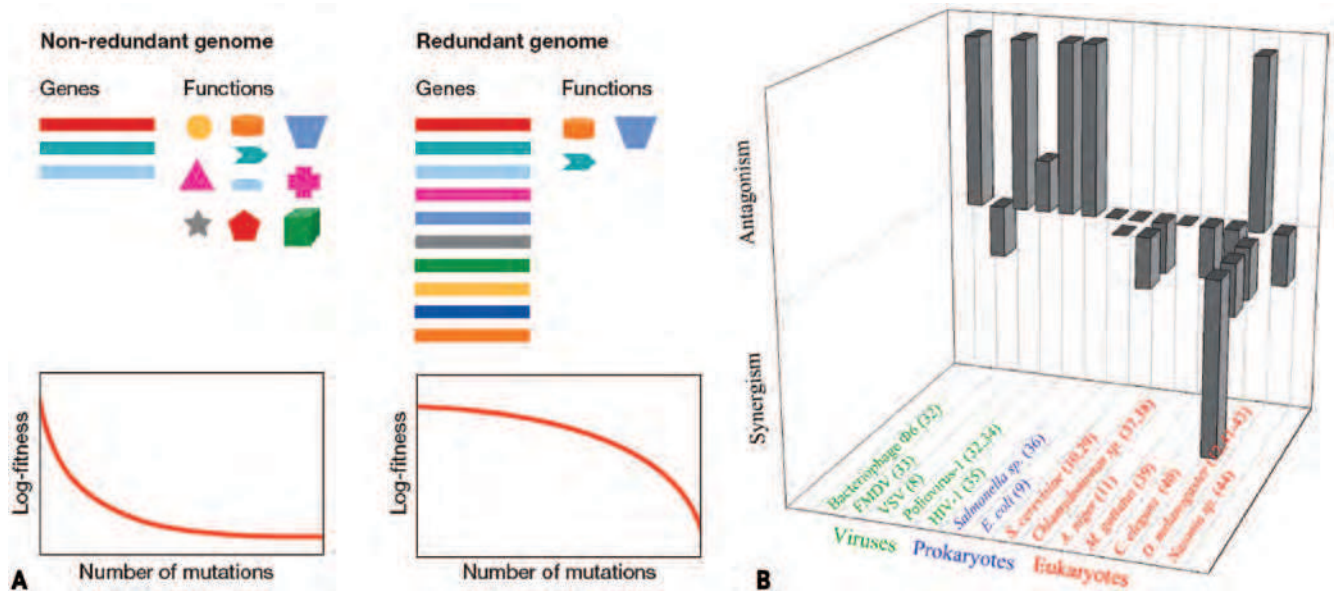 Non-redundant genome
Genes Functions
Redundant genome
Genes Functions
Log-fitness
Number of mutations
Log-fitness
Number of mutations
A
Antagonism
Synergism
Bacteriophage Φ6 (32)
FMDV (33)
VSV (8)
Poliovirus-1 (32,34)
HIV-1 (35)
Salmonella sp. (36)
E. coli (9)
S. cerevisiae (10,20)
Chlamydomonas sp. (37,38)
A. niger (11)
M. guttatus (39)
C. elegans (40)
D. melanogaster
Nasonia sp. (44)
Viruses Prokaryotes Eukaryotes
B